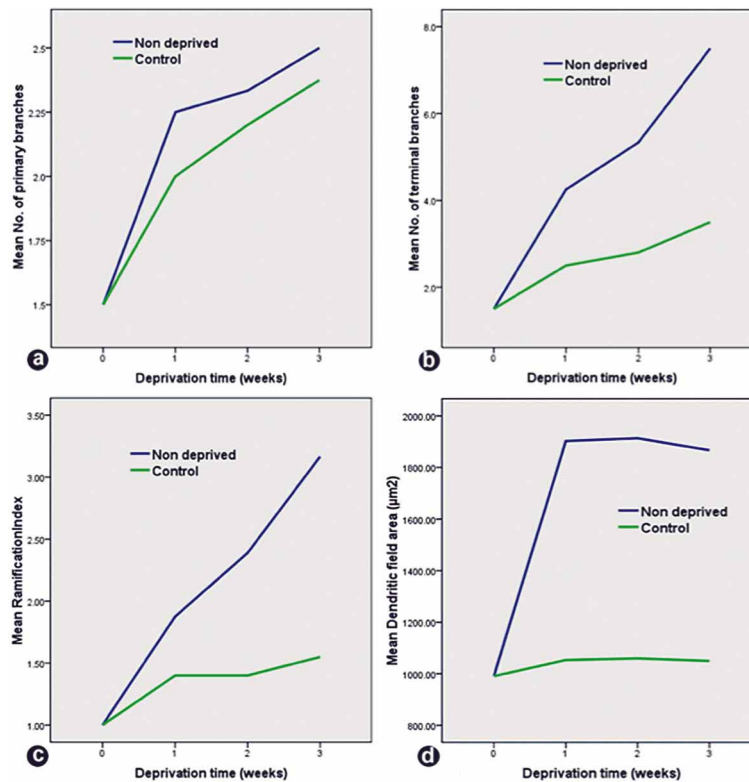 2.5
2.25
2.0
1.75
1.5
Mean No. of primary branches
Non deprived
Control
0 1 2 3
Deprivation time (weeks)
a
8.0
6.0
4.0
2.0
Mean No. of terminal branches
Non deprived
Control
0 1 2 3
Deprivation time (weeks)
b
3.50
3.00
2.50
2.00
1.50
1.00
Mean RamificationIndex
Non deprived
Control
0 1 2 3
Deprivation time (weeks)
c
2000.00
1800.00
1600.00
1400.00
1200.00
1000.00
800.00
Mean Dendritic field area (µm2)
Non deprived
Control
0 1 2 3
Deprivation time (weeks)
d